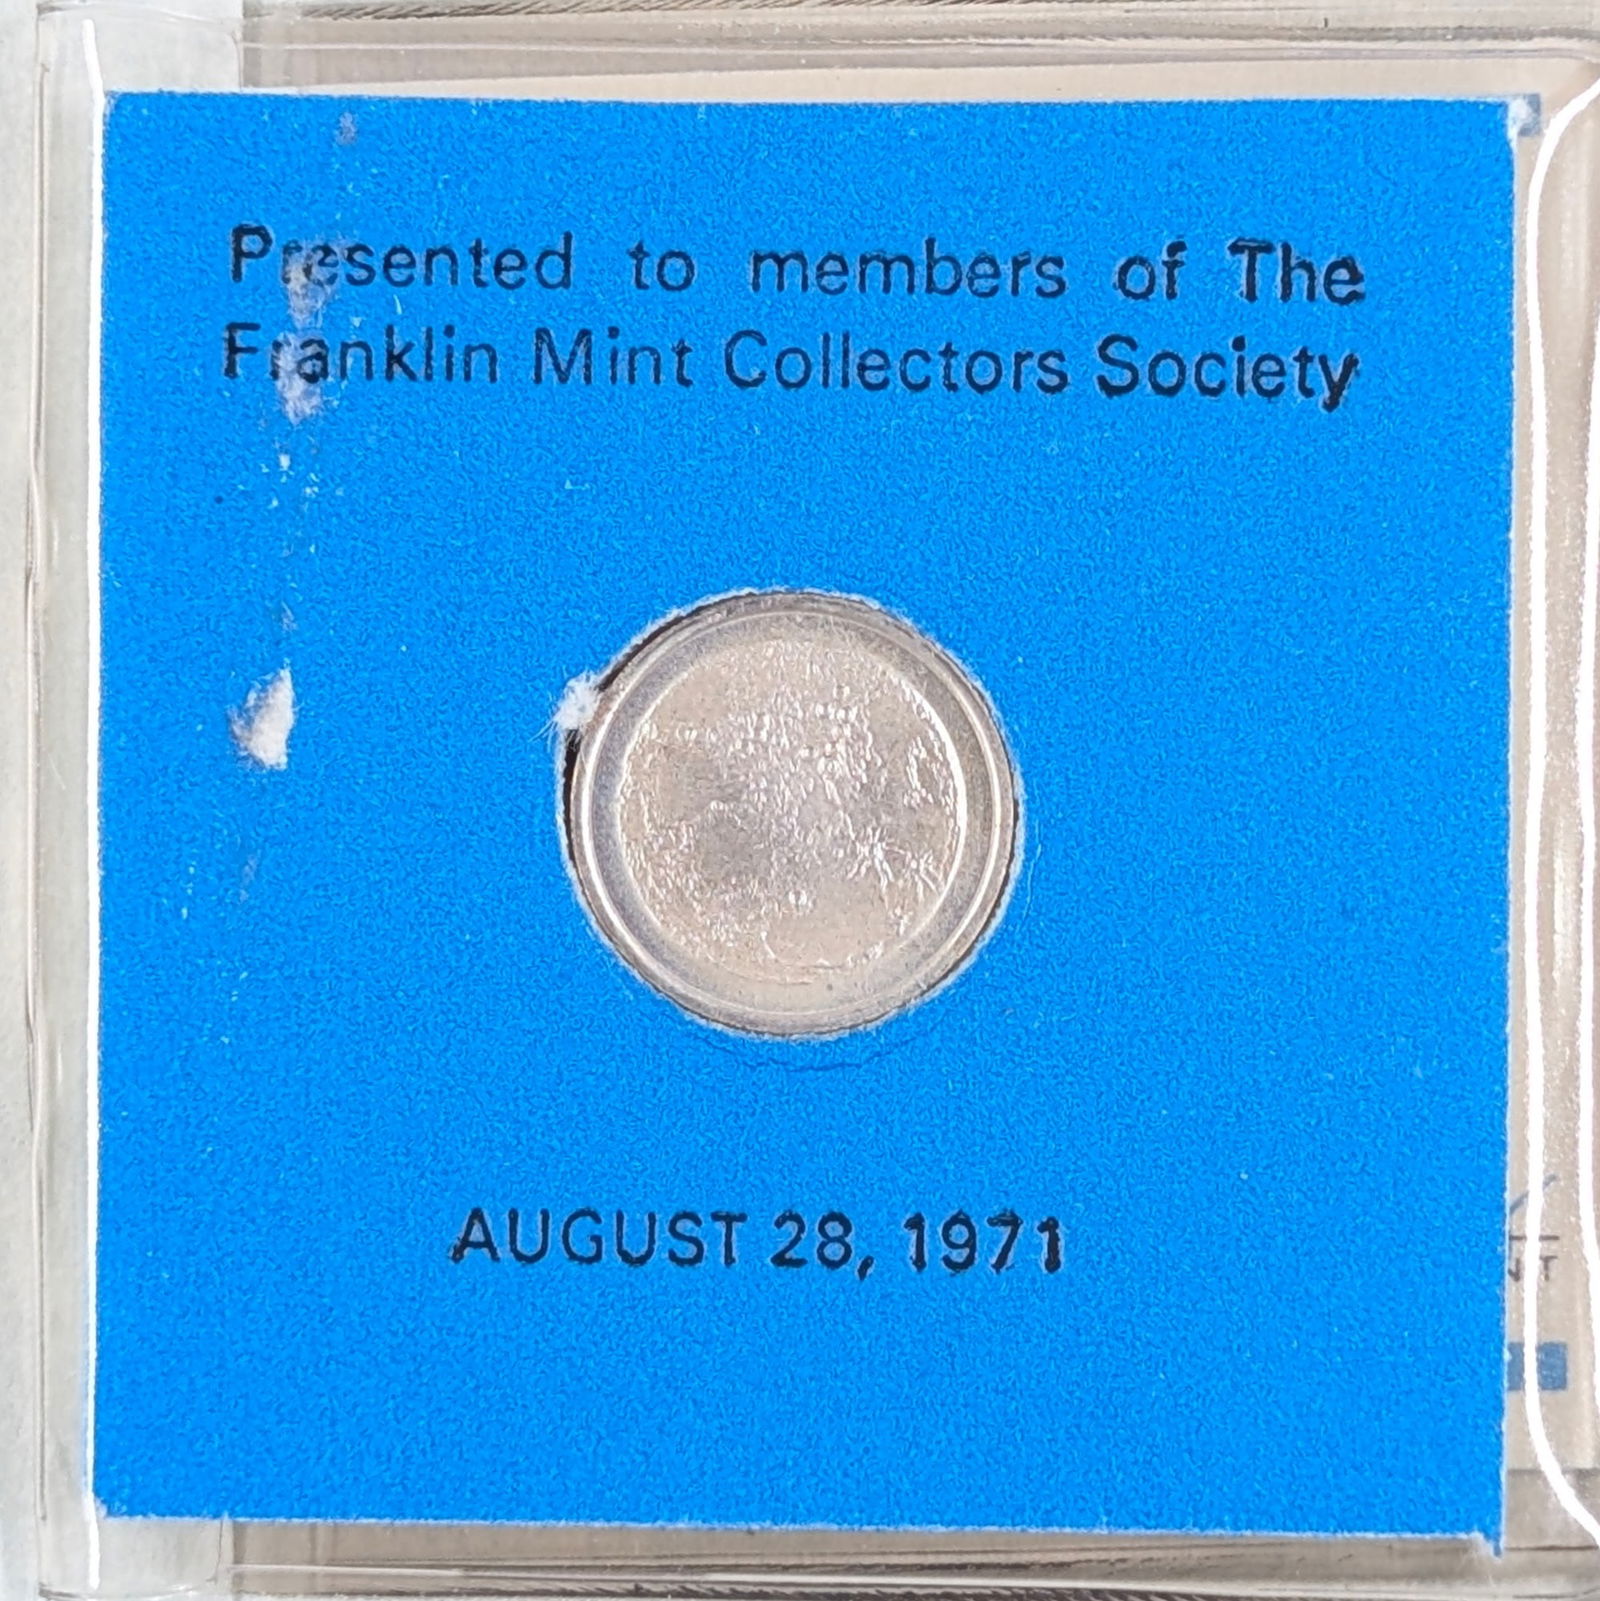 Presented to members of The
Franklin Mint Collectors Society
AUGUST 28, 1971